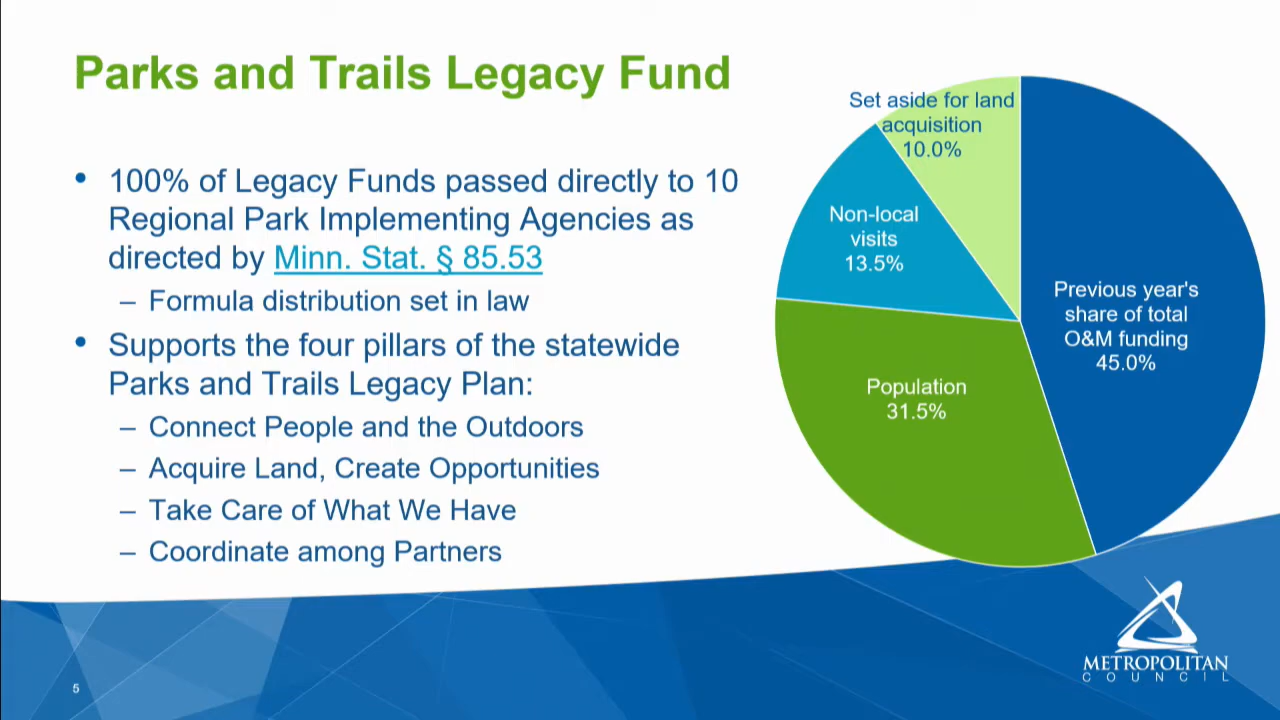 Parks and Trails Legacy Fund
• 100% of Legacy Funds passed directly to 10
Regional Park Implementing Agencies as
directed by Minn. Stat. § 85.53
– Formula distribution set in law
• Supports the four pillars of the statewide
Parks and Trails Legacy Plan:
– Connect People and the Outdoors
– Acquire Land, Create Opportunities
– Take Care of What We Have
– Coordinate among Partners
Set aside for land
acquisition
10.0%
Non-local
visits
13.5%
Previous year's
share of total
O&M funding
45.0%
Population
31.5%
METROPOLITAN
COUNCIL
5